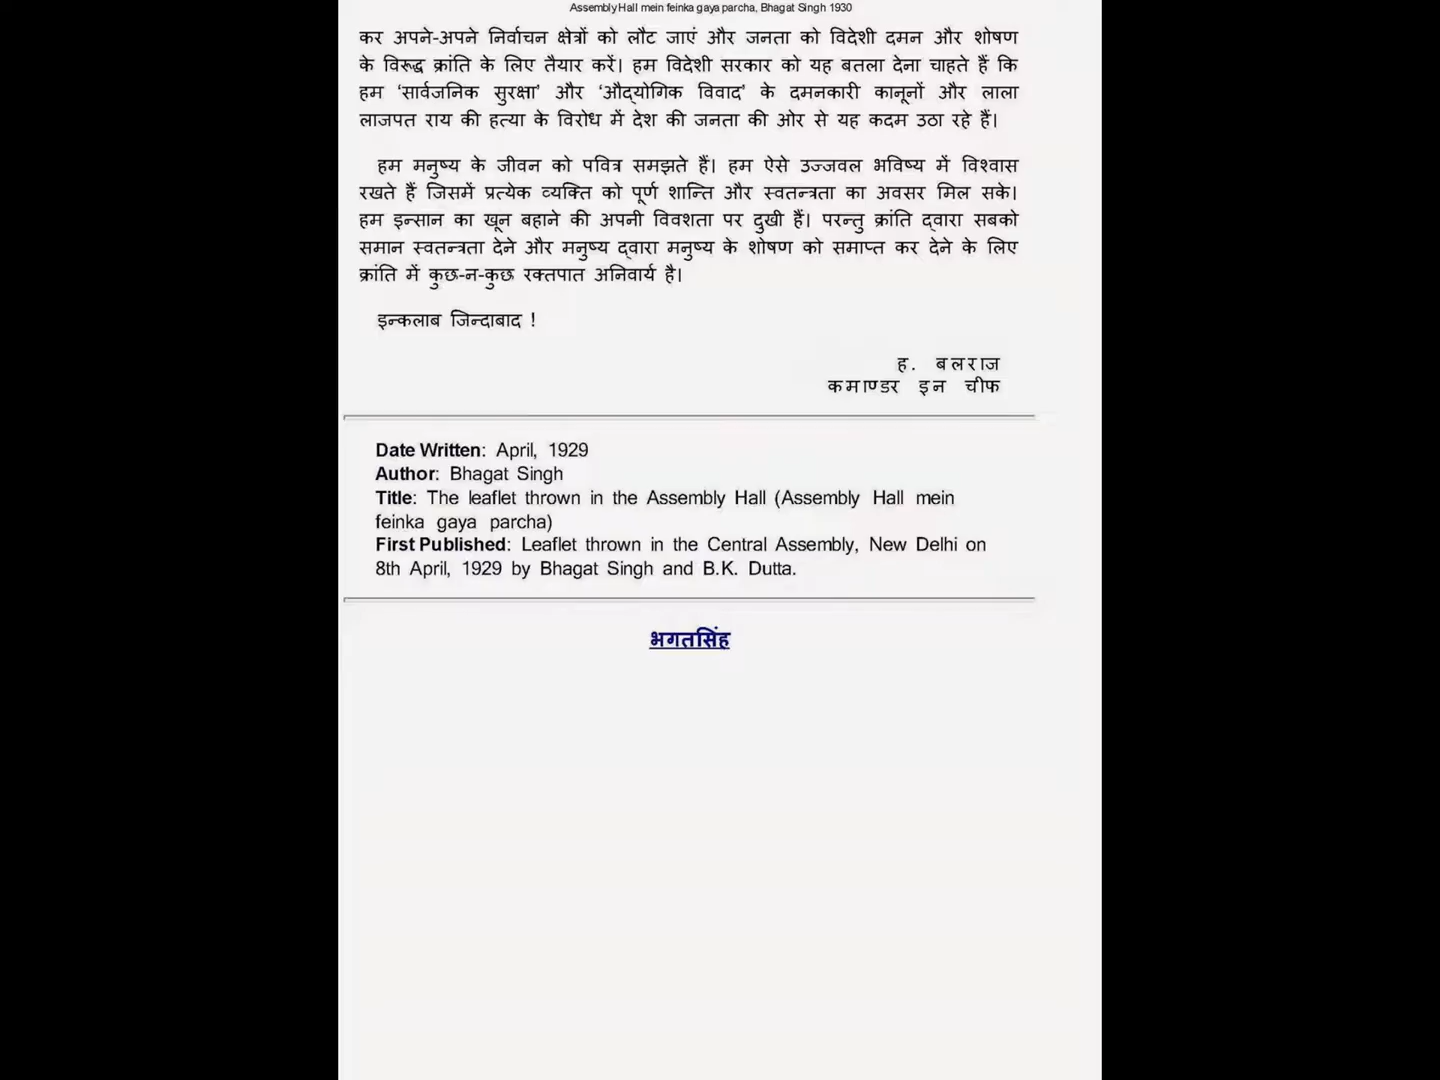 Assembly Hall mein feinka gaya parcha, Bhagat Singh 1930
कर अपने-अपने निर्वाचन क्षेत्रों को लौट जाएं और जनता को विदेशी दमन और शोषण
के विरूद्ध क्रांति के लिए तैयार करें। हम विदेशी सरकार को यह बतला देना चाहते हैं कि
हम ‘सार्वजनिक सुरक्षा’ और ‘औद्योगिक विवाद’ के दमनकारी कानूनों और लाला
लाजपत राय की हत्या के विरोध में देश की जनता की ओर से यह कदम उठा रहे हैं।
हम मनुष्य के जीवन को पवित्र समझते हैं। हम ऐसे उज्जवल भविष्य में विश्वास
रखते हैं जिसमें प्रत्येक व्यक्ति को पूर्ण शान्ति और स्वतन्त्रता का अवसर मिल सके।
हम इन्सान का खून बहाने की अपनी विवशता पर दुखी हैं। परन्तु क्रांति द्वारा सबको
समान स्वतन्त्रता देने और मनुष्य द्वारा मनुष्य के शोषण को समाप्त कर देने के लिए
क्रांति में कुछ-न-कुछ रक्तपात अनिवार्य है।
इन्कलाब जिन्दाबाद !
ह. बलराज
कमाण्डर इन चीफ
Date Written: April, 1929
Author: Bhagat Singh
Title: The leaflet thrown in the Assembly Hall (Assembly Hall mein
feinka gaya parcha)
First Published: Leaflet thrown in the Central Assembly, New Delhi on
8th April, 1929 by Bhagat Singh and B.K. Dutta.
भगतसिंह